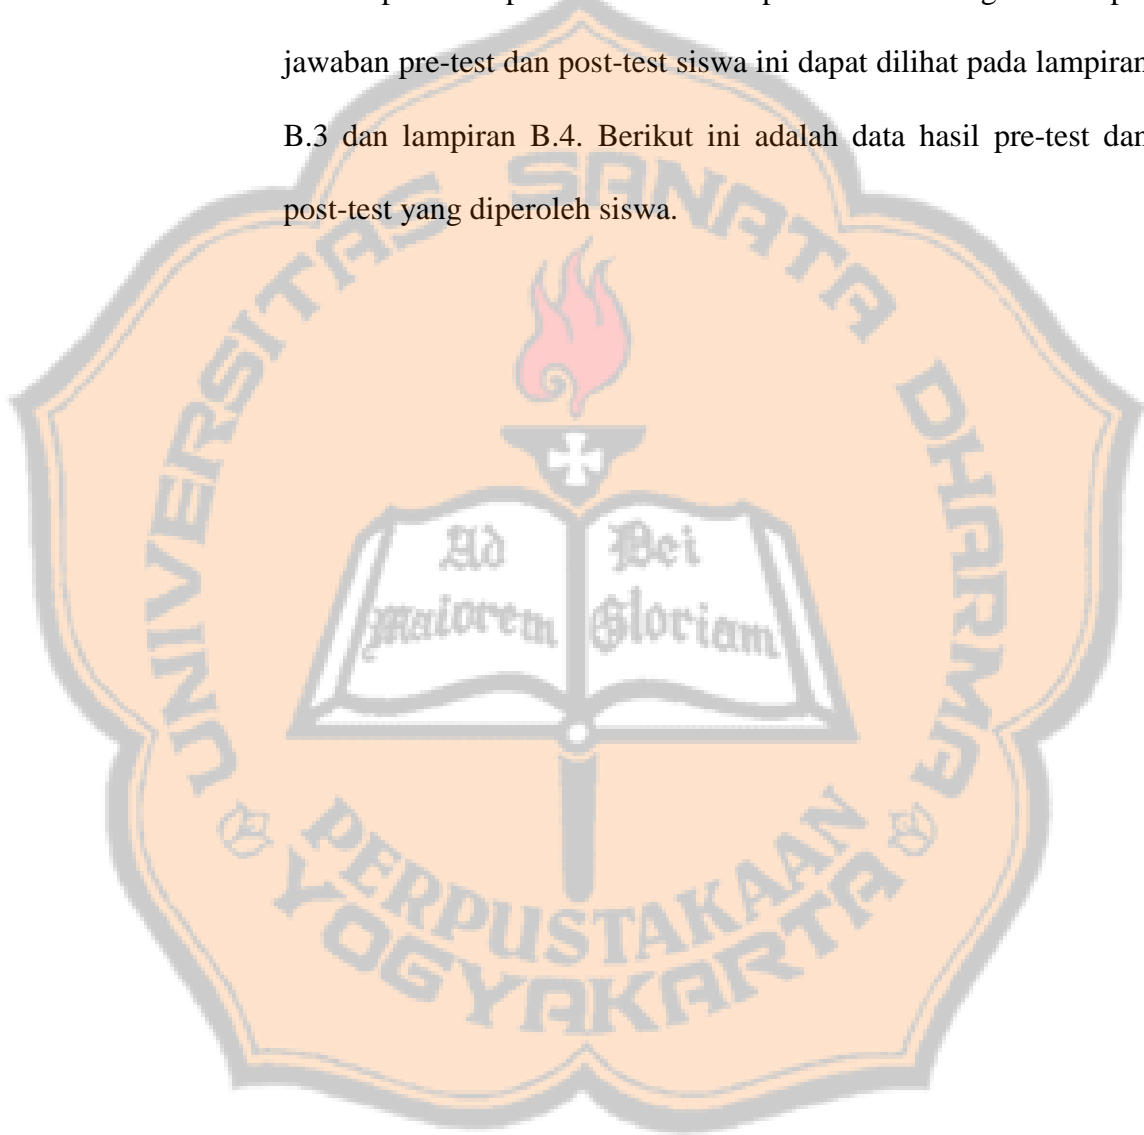 jawaban pre-test dan post-test siswa ini dapat dilihat pada lampiran
B.3 dan lampiran B.4. Berikut ini adalah data hasil pre-test dan
post-test yang diperoleh siswa.
UNIVERSITAS SANATA DHARMA
Ad
maiorem
Dei
Gloriam
PERPUSTAKAAN
YOGYAKARTA